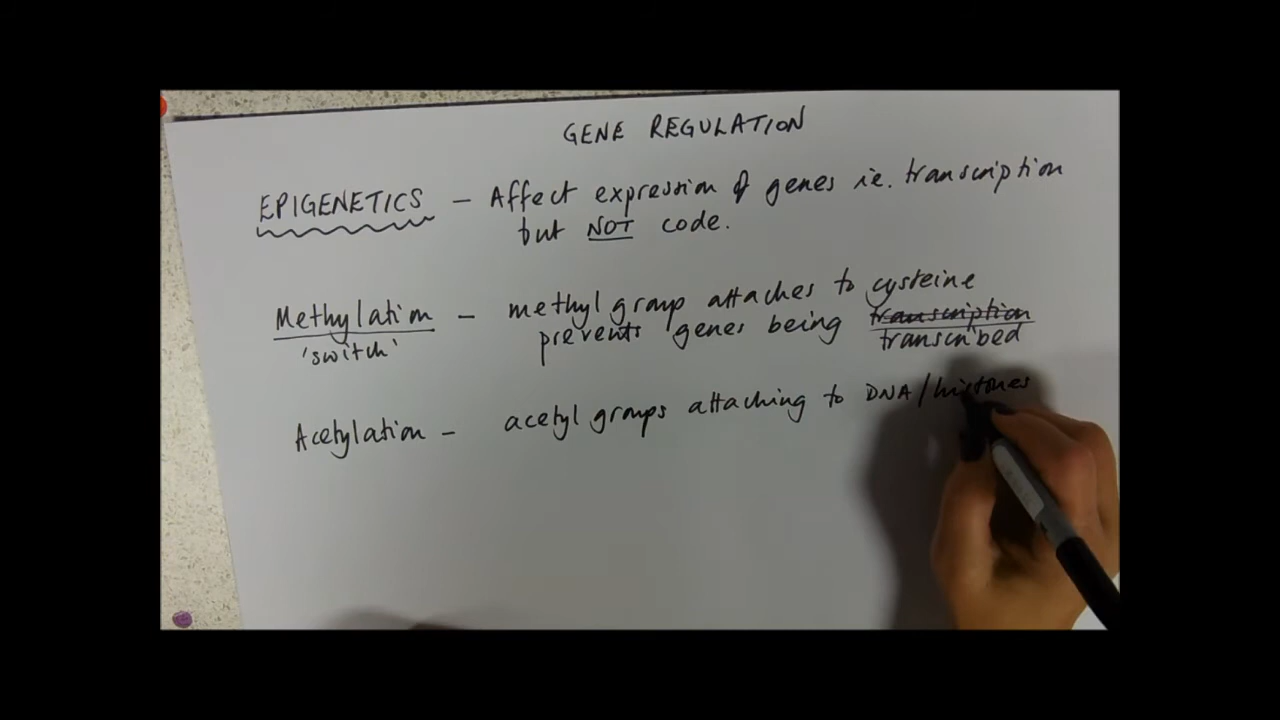 GENE REGULATION
EPIGENETICS - Affect expression of genes i.e. transcription
but NOT code.
Methylation - methyl group attaches to cysteine
'switch' prevents genes being transcription
transcribed
Acetylation - acetyl groups attaching to DNA/histones